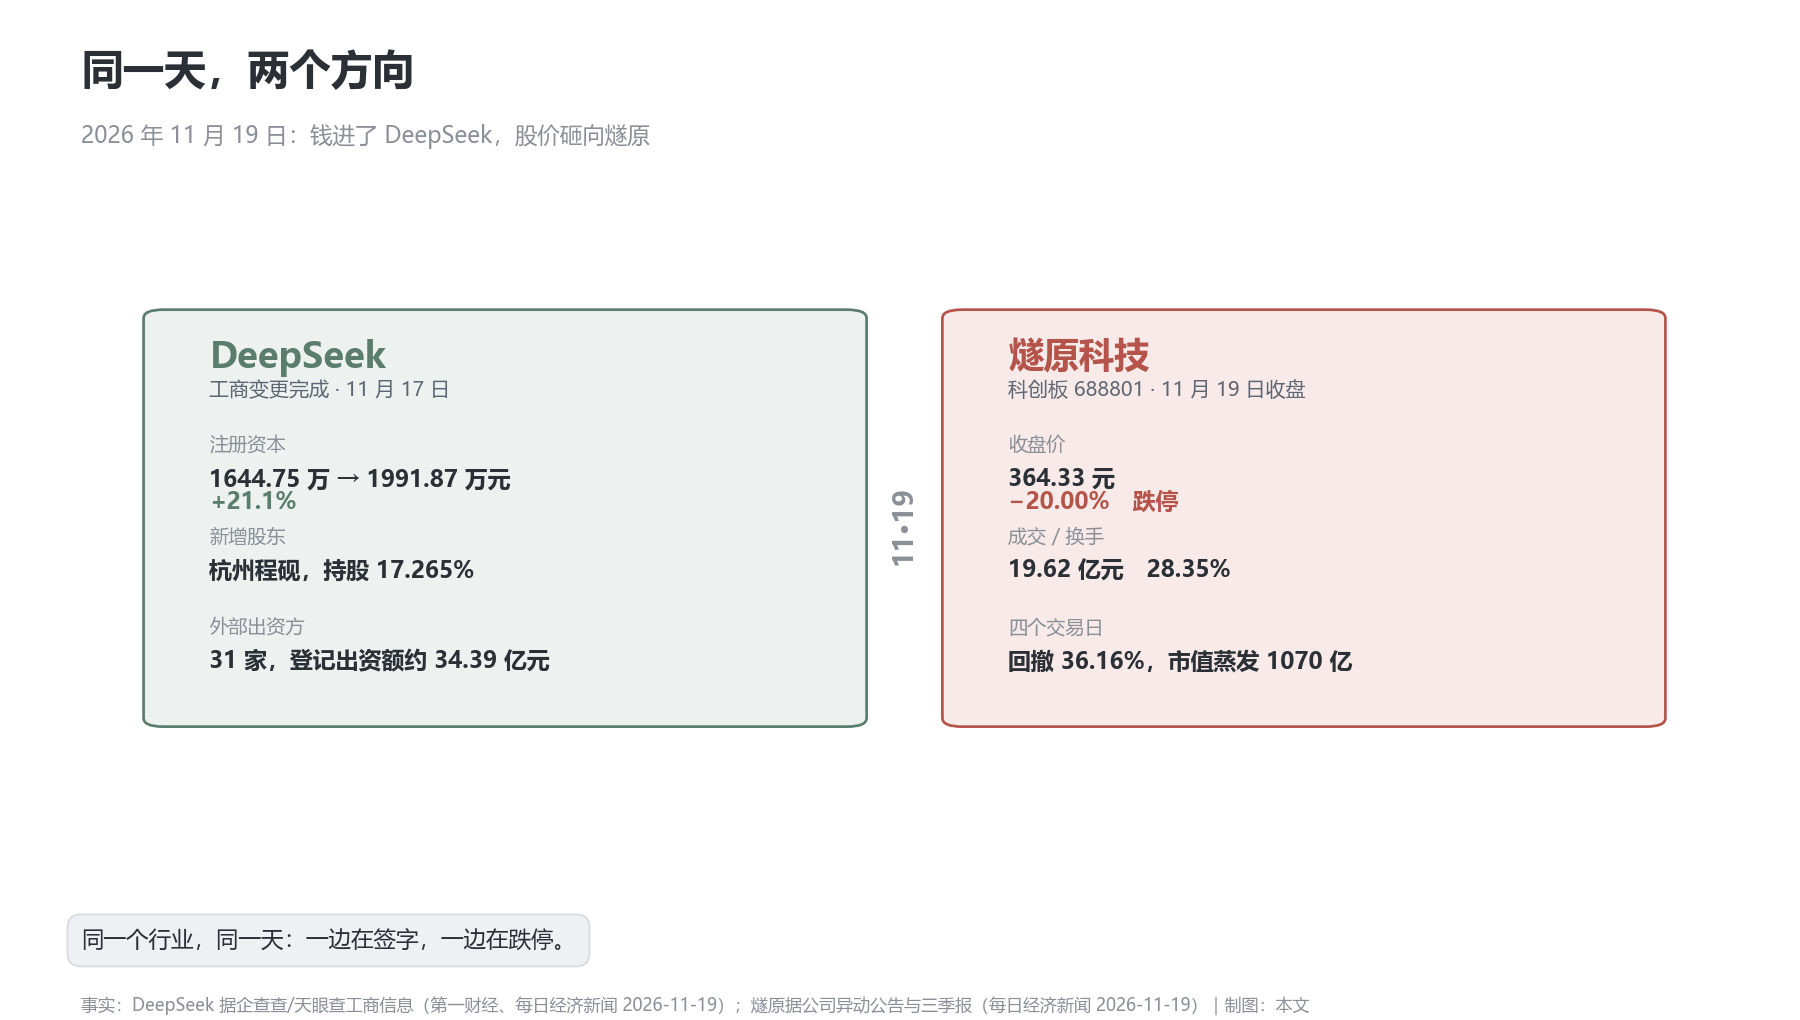 同一天，两个方向
2026 年 11 月 19 日：钱进了 DeepSeek，股价砸向燧原
DeepSeek
工商变更完成 · 11 月 17 日
注册资本
1644.75 万 → 1991.87 万元
+21.1%
新增股东
杭州程砚，持股 17.265%
外部出资方
31 家，登记出资额约 34.39 亿元
11·19
燧原科技
科创板 688801 · 11 月 19 日收盘
收盘价
364.33 元
−20.00% 跌停
成交 / 换手
19.62 亿元 28.35%
四个交易日
回撤 36.16%，市值蒸发 1070 亿
同一个行业，同一天：一边在签字，一边在跌停。
事实：DeepSeek 据企查查/天眼查工商信息（第一财经、每日经济新闻 2026-11-19）；燧原据公司异动公告与三季报（每日经济新闻 2026-11-19）｜制图：本文